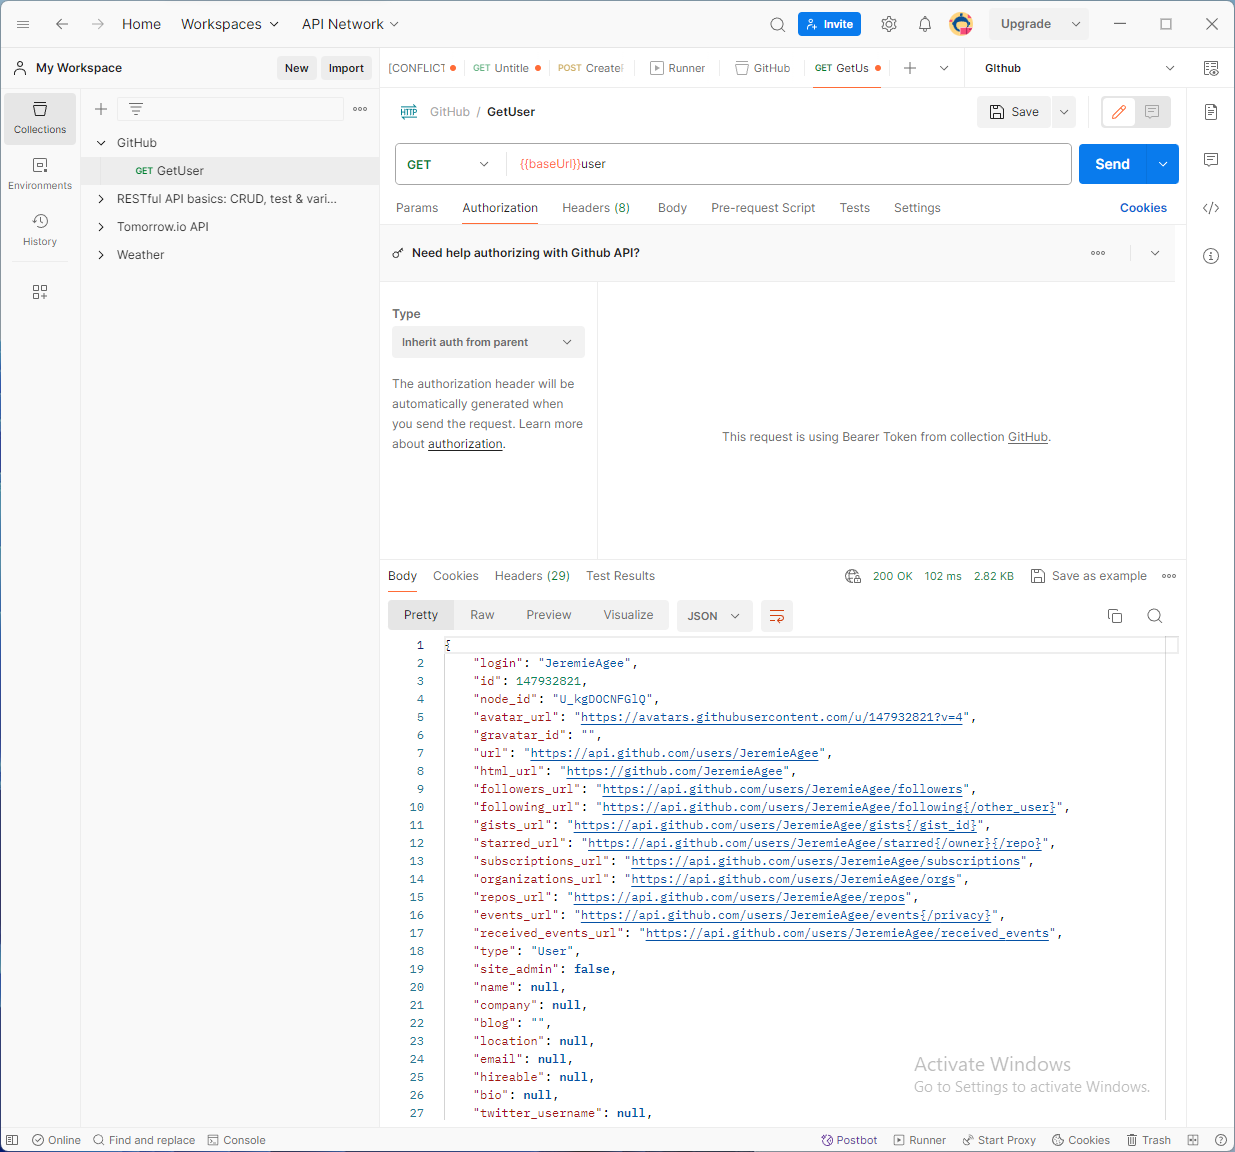 Home Workspaces API Network Invite Upgrade
My Workspace New Import [CONFLICT GET Untitle POST CreateF Runner GitHub GET GetUs GIthub
Collections
Environments
History
GitHub
GET GetUser
RESTful API basics: CRUD, test & vari...
Tomorrow.io API
Weather
HTTP GitHub / GetUser Save
GET {{baseUrl}}user Send
Params Authorization Headers (8) Body Pre-request Script Tests Settings Cookies
Need help authorizing with Github API?
Type
Inherit auth from parent
The authorization header will be
automatically generated when
you send the request. Learn more
about authorization.
This request is using Bearer Token from collection GitHub.
Body Cookies Headers (29) Test Results 200 OK 102 ms 2.82 KB Save as example
Pretty Raw Preview Visualize JSON
1 {
2 "login": "JeremieAgee",
3 "id": 147932821,
4 "node_id": "U_kgDOCNFGlQ",
5 "avatar_url": "https://avatars.githubusercontent.com/u/147932821?v=4",
6 "gravatar_id": "",
7 "url": "https://api.github.com/users/JeremieAgee",
8 "html_url": "https://github.com/JeremieAgee",
9 "followers_url": "https://api.github.com/users/JeremieAgee/followers",
10 "following_url": "https://api.github.com/users/JeremieAgee/following{/other_user}",
11 "gists_url": "https://api.github.com/users/JeremieAgee/gists{/gist_id}",
12 "starred_url": "https://api.github.com/users/JeremieAgee/starred{/owner}{/repo}",
13 "subscriptions_url": "https://api.github.com/users/JeremieAgee/subscriptions",
14 "organizations_url": "https://api.github.com/users/JeremieAgee/orgs",
15 "repos_url": "https://api.github.com/users/JeremieAgee/repos",
16 "events_url": "https://api.github.com/users/JeremieAgee/events{/privacy}",
17 "received_events_url": "https://api.github.com/users/JeremieAgee/received_events",
18 "type": "User",
19 "site_admin": false,
20 "name": null,
21 "company": null,
22 "blog": "",
23 "location": null,
24 "email": null,
25 "hireable": null,
26 "bio": null,
27 "twitter_username": null,
Activate Windows
Go to Settings to activate Windows.
Online Find and replace Console Postbot Runner Start Proxy Cookies Trash